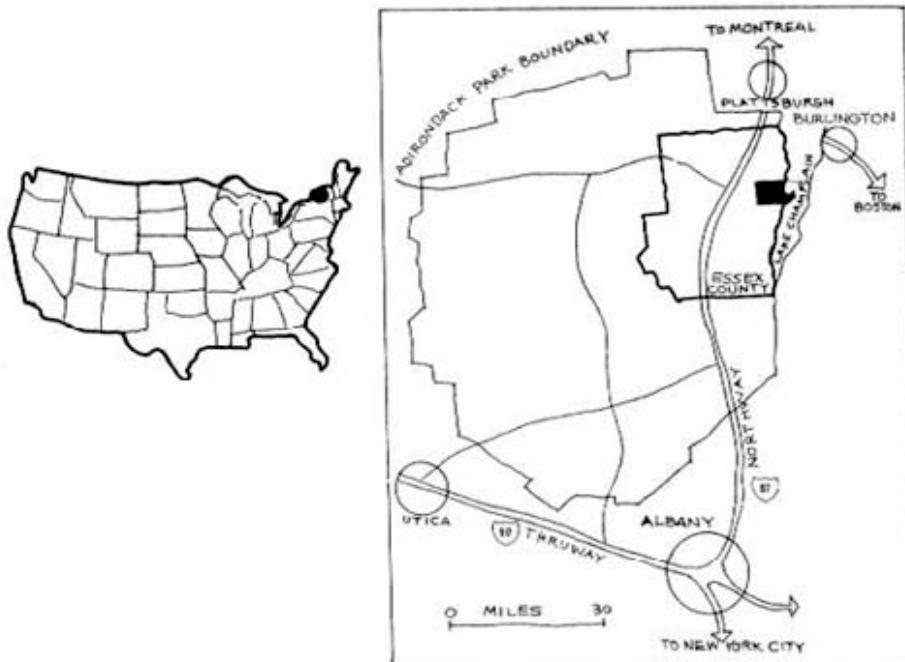 TO MONTREAL
ADIRONDACK PARK BOUNDARY
PLATTSBURGH
BURLINGTON
TO
BOSTON
LAKE CHAMPLAIN
ESSEX
COUNTY
NORTHWAY
87
UTICA
90
THRUWAY
ALBANY
0 MILES 30
TO NEW YORK CITY